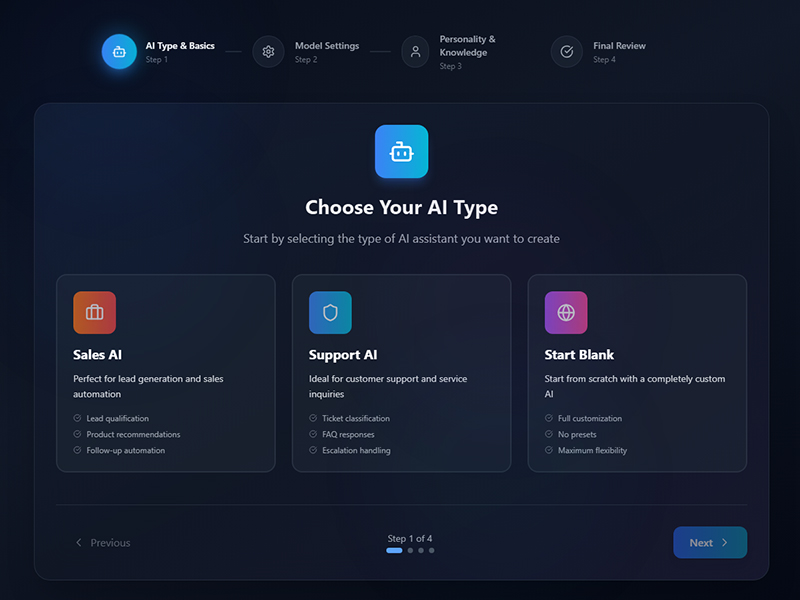 AI Type & Basics
Step 1
Model Settings
Step 2
Personality &
Knowledge
Step 3
Final Review
Step 4
Choose Your AI Type
Start by selecting the type of AI assistant you want to create
Sales AI
Perfect for lead generation and sales
automation
Lead qualification
Product recommendations
Follow-up automation
Support AI
Ideal for customer support and service
inquiries
Ticket classification
FAQ responses
Escalation handling
Start Blank
Start from scratch with a completely custom
AI
Full customization
No presets
Maximum flexibility
Previous
Step 1 of 4
Next